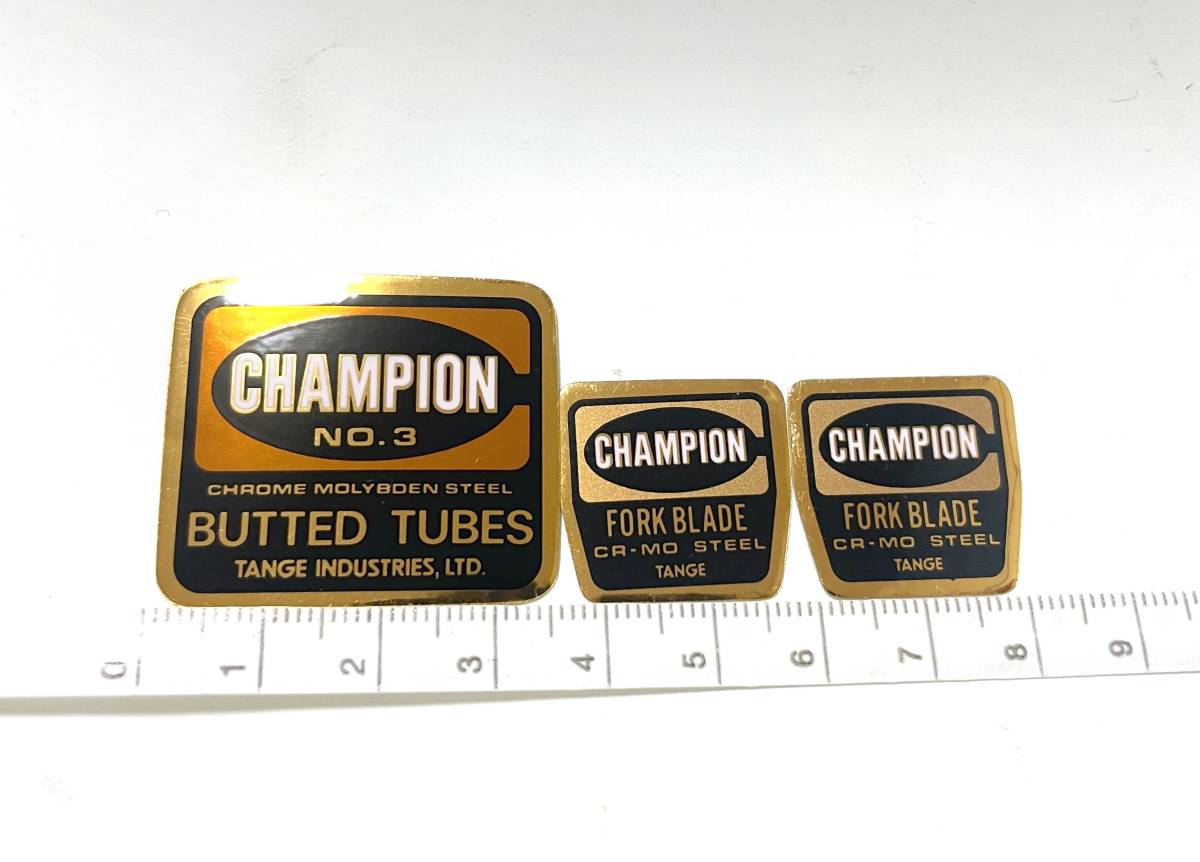 CHAMPION
NO.3
CHROME MOLYBDEN STEEL
BUTTED TUBES
TANGE INDUSTRIES, LTD.
CHAMPION
FORK BLADE
CR-MO STEEL
TANGE
CHAMPION
FORK BLADE
CR-MO STEEL
TANGE
0 1 2 3 4 5 6 7 8 9